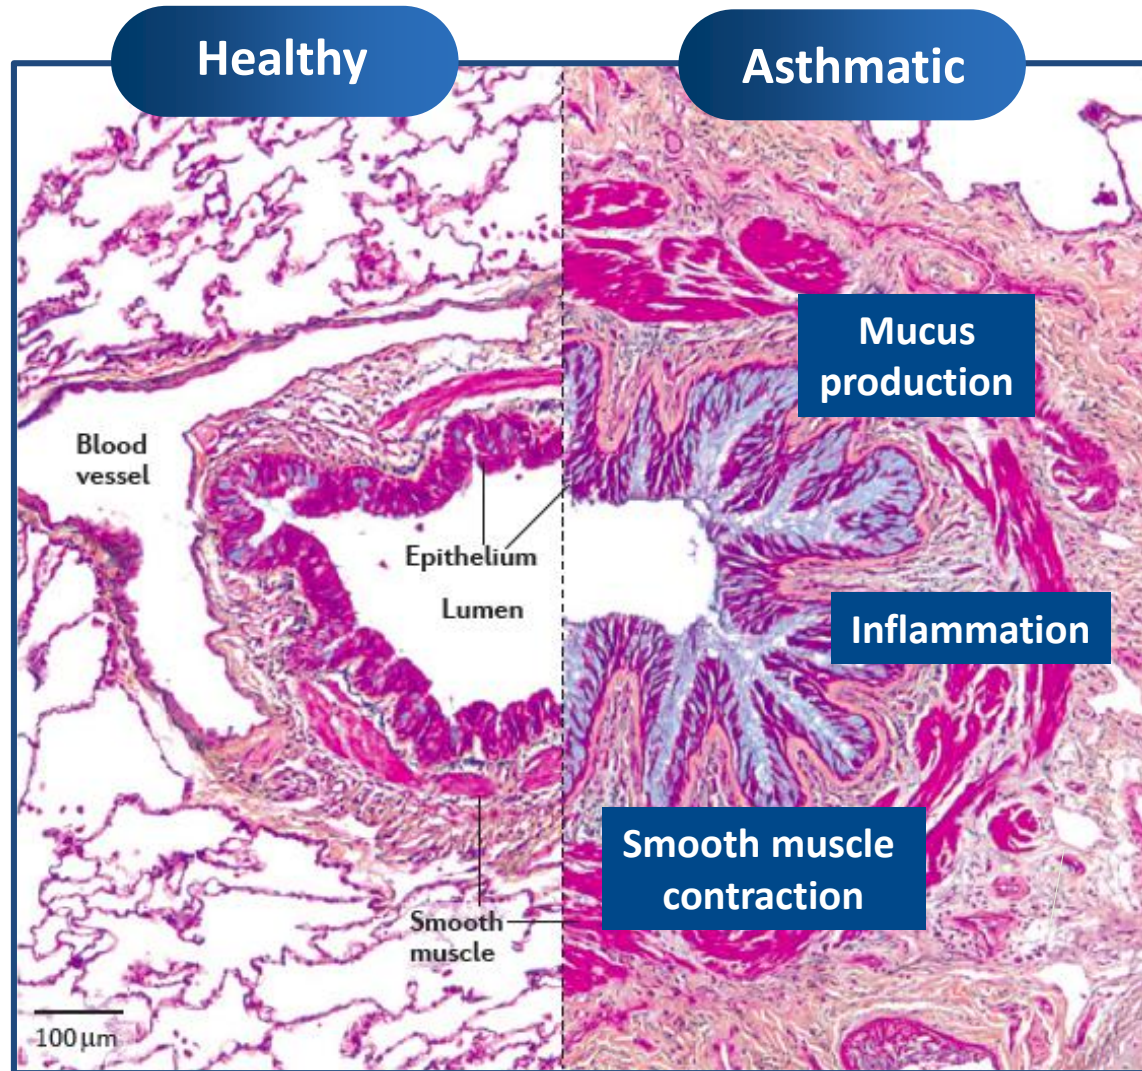 Healthy
Asthmatic
Mucus
production
Blood
vessel
Epithelium
Lumen
Inflammation
Smooth muscle
contraction
Smooth
muscle
100 µm